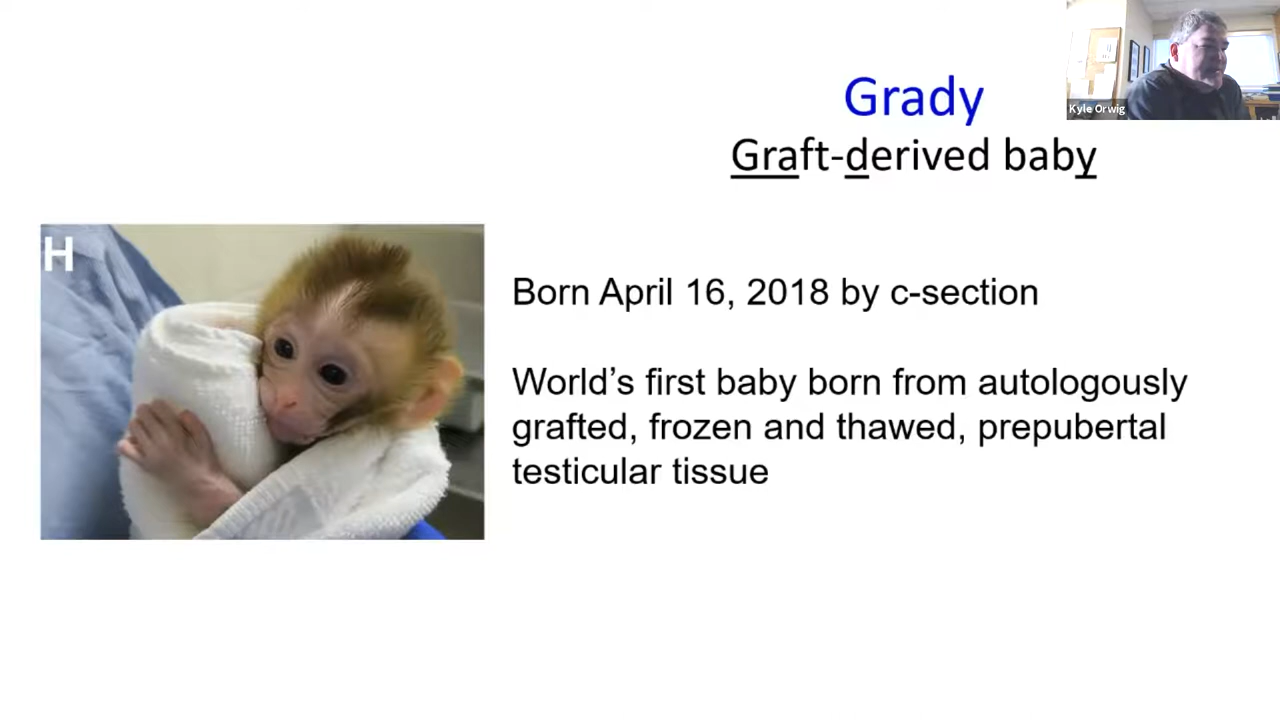 Grady
Graft-derived baby
Kyle Orwig
H
Born April 16, 2018 by c-section
World’s first baby born from autologously
grafted, frozen and thawed, prepubertal
testicular tissue